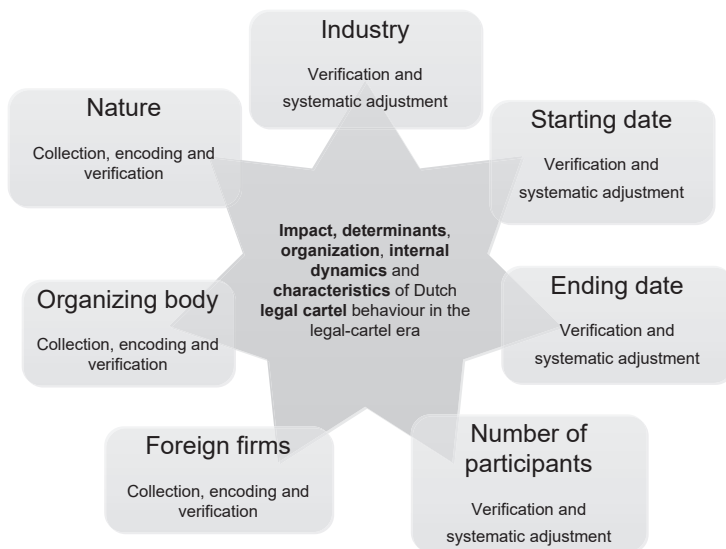 Industry
Verification and
systematic adjustment
Nature
Collection, encoding and
verification
Starting date
Verification and
systematic adjustment
Impact, determinants,
organization, internal
dynamics and
characteristics of Dutch
legal cartel behaviour in the
legal-cartel era
Organizing body
Collection, encoding and
verification
Ending date
Verification and
systematic adjustment
Foreign firms
Collection, encoding and
verification
Number of
participants
Verification and
systematic adjustment